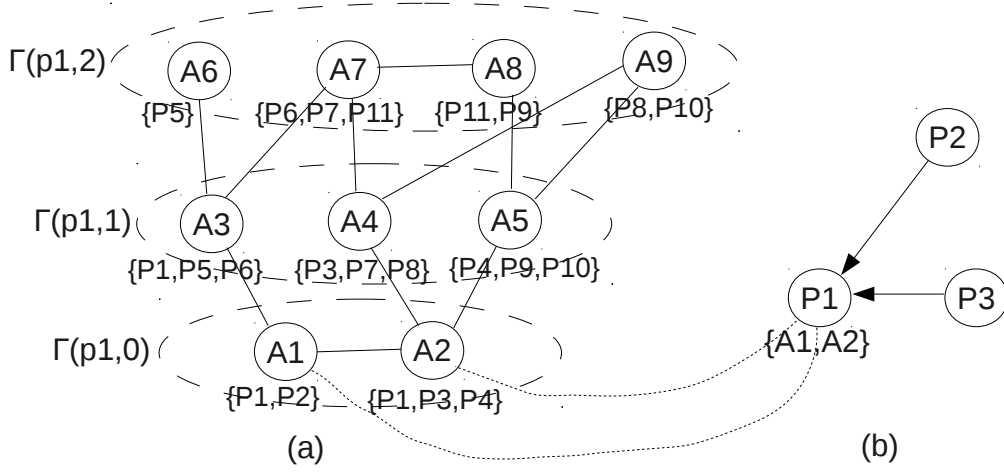 Γ(p1,2) A6 A7 A8 A9
{P5} {P6,P7,P11} {P11,P9} {P8,P10}
P2
Γ(p1,1) A3 A4 A5
{P1,P5,P6} {P3,P7,P8} {P4,P9,P10}
P1 P3
{A1,A2}
Γ(p1,0) A1 A2
{P1,P2} {P1,P3,P4}
(a) (b)